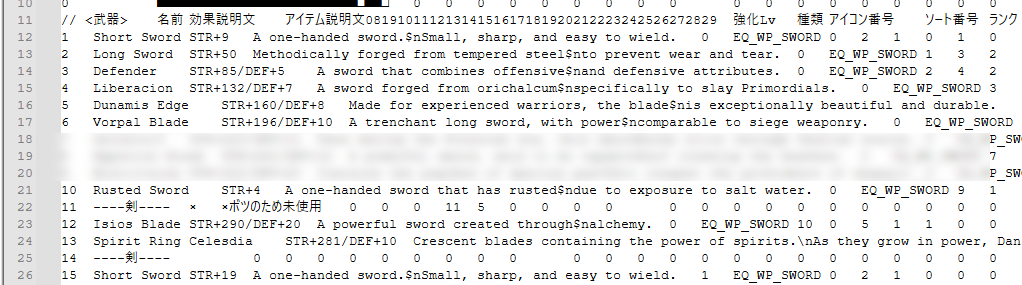 10
11 // <武器> 名前 効果説明文 アイテム説明文08191011121314151617181920212223242526272829 強化Lv 種類 アイコン番号 ソート番号 ランク
12 1 Short Sword STR+9 A one-handed sword.$nSmall, sharp, and easy to wield. 0 EQ_WP_SWORD 0 2 1 0 1 0
13 2 Long Sword STR+50 Methodically forged from tempered steel$nto prevent wear and tear. 0 EQ_WP_SWORD 1 3 2
14 3 Defender STR+85/DEF+5 A sword that combines offensive$nand defensive attributes. 0 EQ_WP_SWORD 2 4 2
15 4 Liberacion STR+132/DEF+7 A sword forged from orichalcum$nspecifically to slay Primordials. 0 EQ_WP_SWORD 3
16 5 Dunamis Edge STR+160/DEF+8 Made for experienced warriors, the blade$nis exceptionally beautiful and durable.
17 6 Vorpal Blade STR+196/DEF+10 A trenchant long sword, with power$ncomparable to siege weaponry. 0 EQ_WP_SWORD
18 P_SW
19 7
20 P_SW
21 10 Rusted Sword STR+4 A one-handed sword that has rusted$ndue to exposure to salt water. 0 EQ_WP_SWORD 9 1
22 11 ----剣---- × ×ボツのため未使用 0 0 0 11 5 0 0 0 0 0 0 0 0 0 0 0 0 0 0 0 0
23 12 Isios Blade STR+290/DEF+20 A powerful sword created through$nalchemy. 0 EQ_WP_SWORD 10 0 5 1 1 0 0
24 13 Spirit Ring Celesdia STR+281/DEF+10 Crescent blades containing the power of spirits.\nAs they grow in power, Dan
25 14 ----剣---- 0 0 0 0 0 0 0 0 0 0 0 0 0 0 0 0 0 0 0 0 0 0 0 0
26 15 Short Sword STR+19 A one-handed sword.$nSmall, sharp, and easy to wield. 1 EQ_WP_SWORD 0 2 1 0 0 0